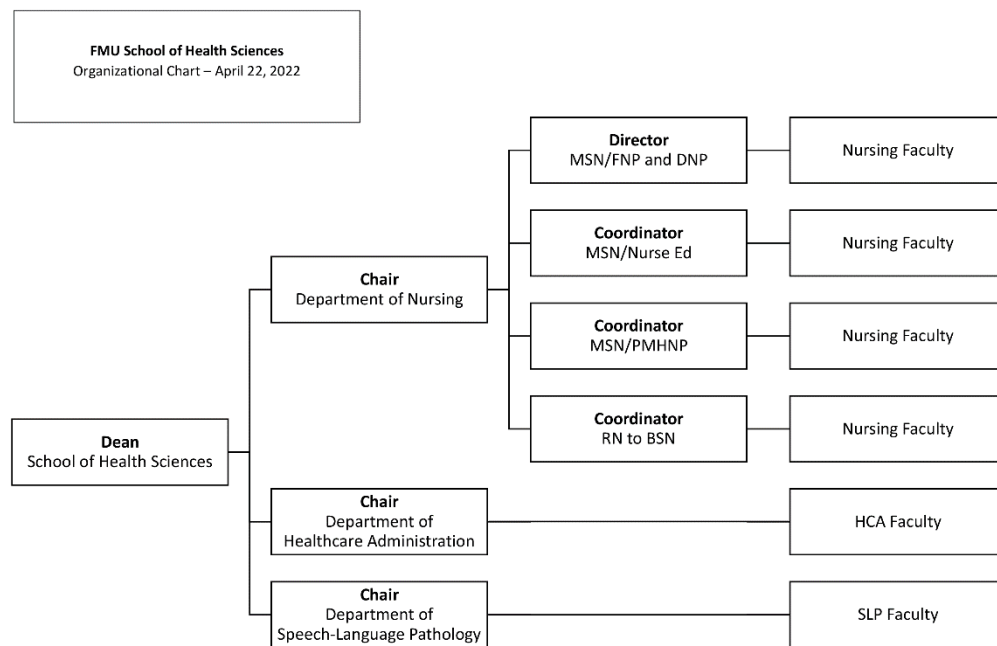 FMU School of Health Sciences
Organizational Chart – April 22, 2022
Director
MSN/FNP and DNP
Nursing Faculty
Coordinator
MSN/Nurse Ed
Nursing Faculty
Chair
Department of Nursing
Coordinator
MSN/PMHNP
Nursing Faculty
Coordinator
RN to BSN
Nursing Faculty
Dean
School of Health Sciences
Chair
Department of
Healthcare Administration
HCA Faculty
Chair
Department of
Speech-Language Pathology
SLP Faculty